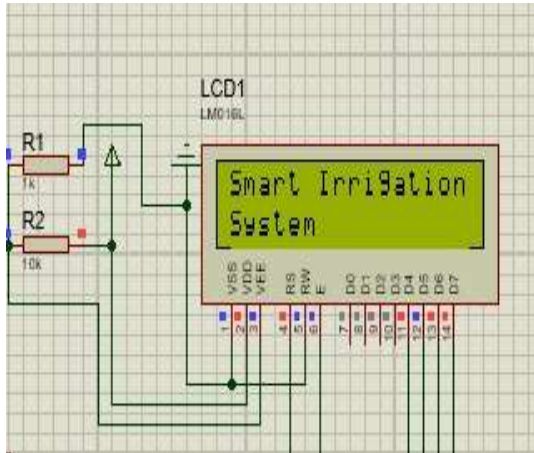 LCD1
LM016L
R1
1k
R2
10k
Smart Irrigation
System
VSS
VDD
VEE
RS
RW
E
D0
D1
D2
D3
D4
D5
D6
D7
1
2
3
4
5
6
7
8
9
10
11
12
13
14